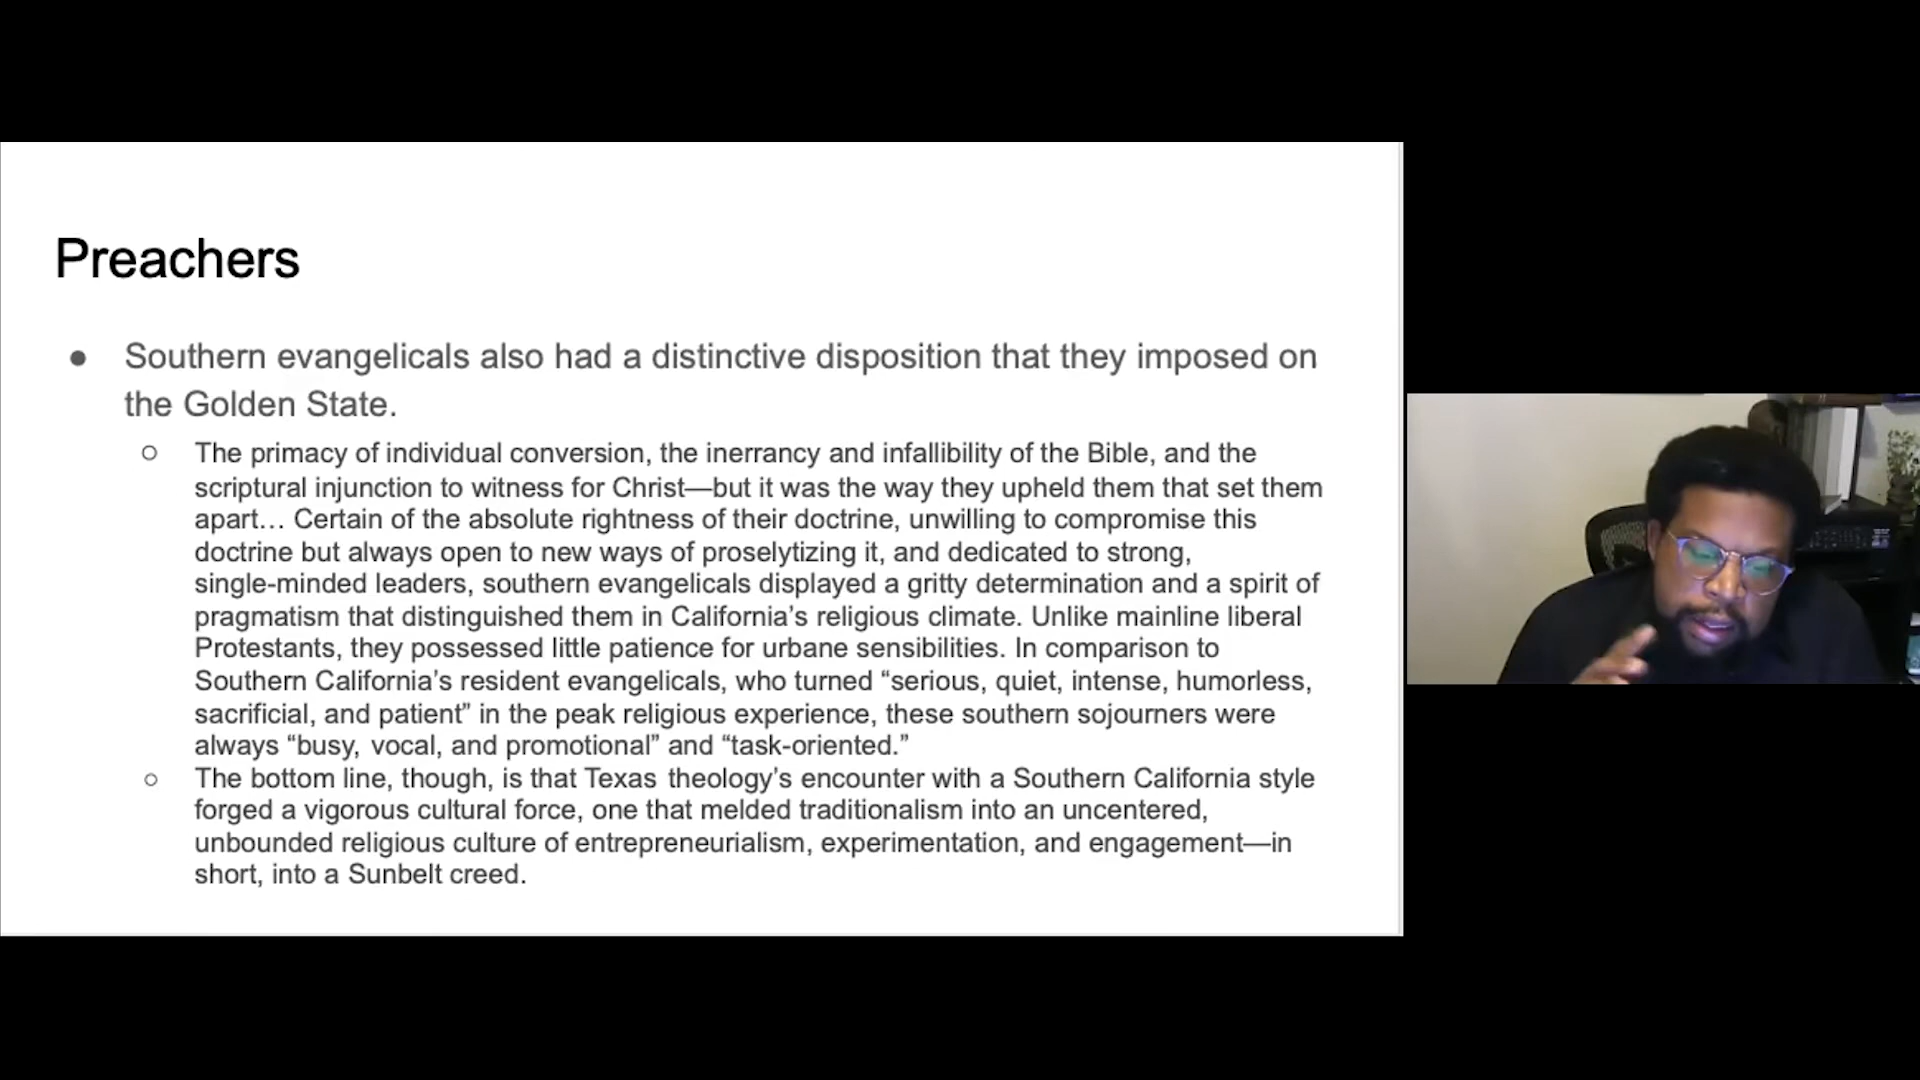 Preachers
● Southern evangelicals also had a distinctive disposition that they imposed on
the Golden State.
○ The primacy of individual conversion, the inerrancy and infallibility of the Bible, and the
scriptural injunction to witness for Christ—but it was the way they upheld them that set them
apart… Certain of the absolute rightness of their doctrine, unwilling to compromise this
doctrine but always open to new ways of proselytizing it, and dedicated to strong,
single-minded leaders, southern evangelicals displayed a gritty determination and a spirit of
pragmatism that distinguished them in California’s religious climate. Unlike mainline liberal
Protestants, they possessed little patience for urbane sensibilities. In comparison to
Southern California’s resident evangelicals, who turned “serious, quiet, intense, humorless,
sacrificial, and patient” in the peak religious experience, these southern sojourners were
always “busy, vocal, and promotional” and “task-oriented.”
○ The bottom line, though, is that Texas theology’s encounter with a Southern California style
forged a vigorous cultural force, one that melded traditionalism into an uncentered,
unbounded religious culture of entrepreneurialism, experimentation, and engagement—in
short, into a Sunbelt creed.